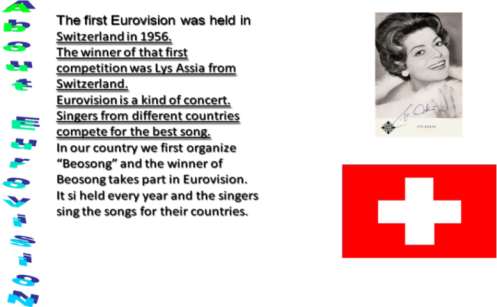 About Eurovision
The first Eurovision was held in
Switzerland in 1956.
The winner of that first
competition was Lys Assia from
Switzerland.
Eurovision is a kind of concert.
Singers from different countries
compete for the best song.
In our country we first organize
“Beosong” and the winner of
Beosong takes part in Eurovision.
It si held every year and the singers
sing the songs for their countries.
LYS ASSIA